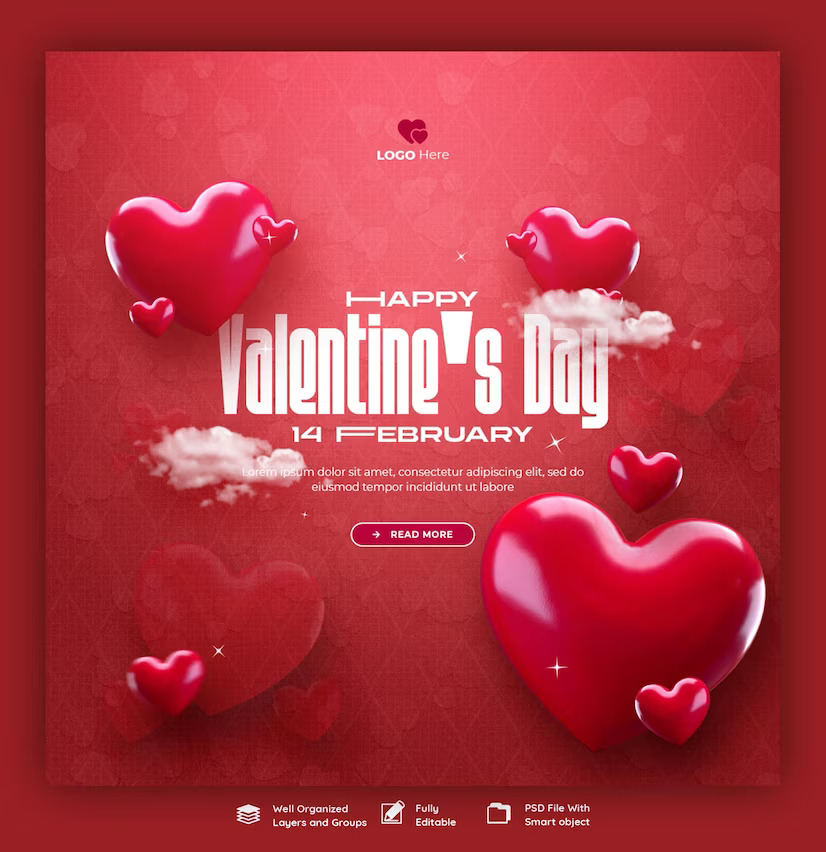 LOGO Here
HAPPY
Valentine's Day
14 FEBRUARY
Lorem ipsum dolor sit amet, consectetur adipiscing elit, sed do
eiusmod tempor incididunt ut labore
→ READ MORE
Well Organized
Layers and Groups
Fully
Editable
PSD File With
Smart object